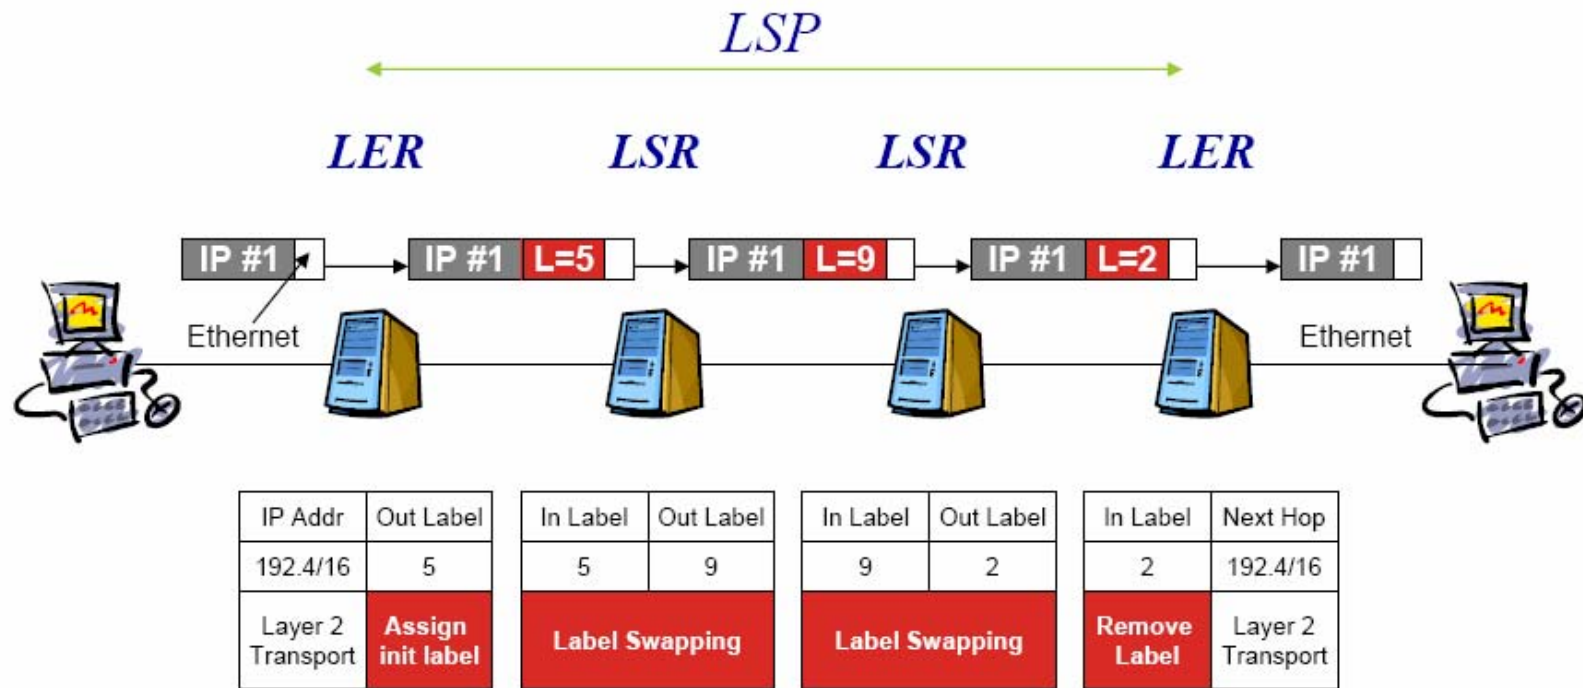 LSP
LER LSR LSR LER
IP #1 IP #1 L=5 IP #1 L=9 IP #1 L=2 IP #1
Ethernet Ethernet
IP Addr Out Label In Label Out Label In Label Out Label In Label Next Hop
192.4/16 5 5 9 9 2 2 192.4/16
Layer 2 Transport Assign init label Label Swapping Label Swapping Remove Label Layer 2 Transport